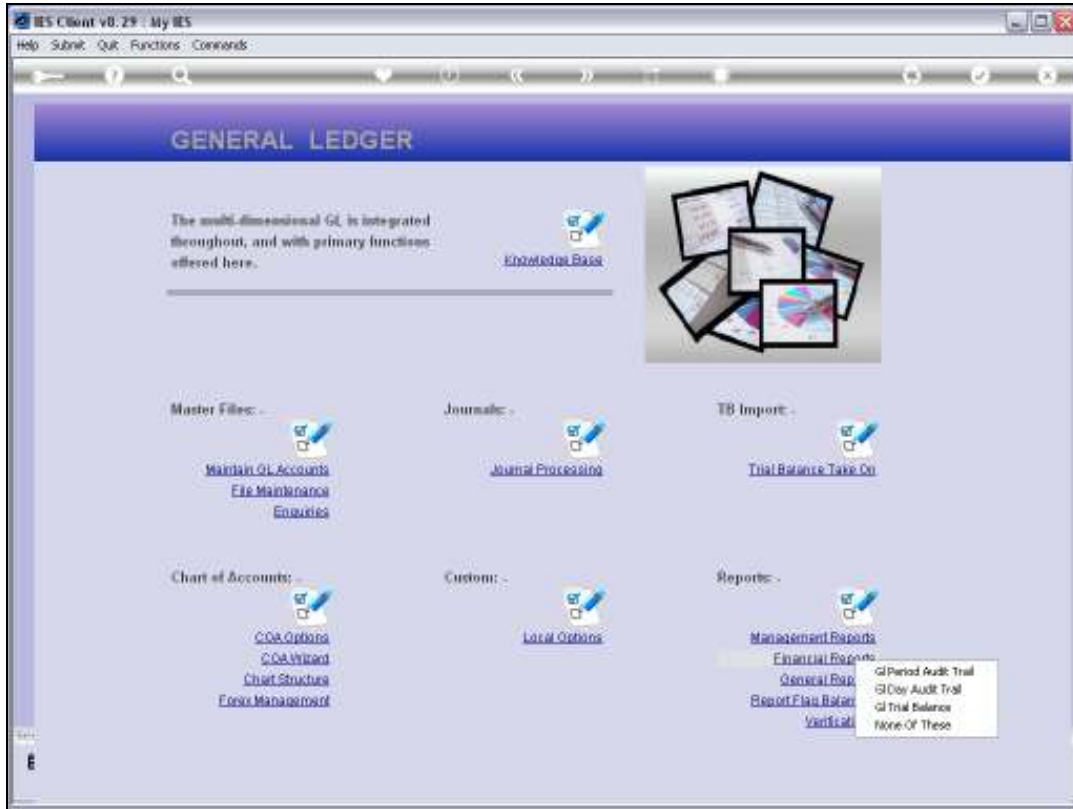 IES Client v8.29 : My IES
Help Submit Quit Functions Commands
GENERAL LEDGER
The multi-dimensional GL is integrated
throughout, and with primary functions
offered here.
Knowledge Base
Master Files: -
Journals: -
TB Import: -
Maintain GL Accounts
File Maintenance
Enquiries
Journal Processing
Trial Balance Take On
Chart of Accounts: -
Custom: -
Reports: -
COA Options
COA Wizard
Chart Structure
Forex Management
Local Options
Management Reports
Financial Reports
General Rep
Report Flag Balan
Verificati
Gl Period Audit Trail
Gl Day Audit Trail
Gl Trial Balance
None Of These